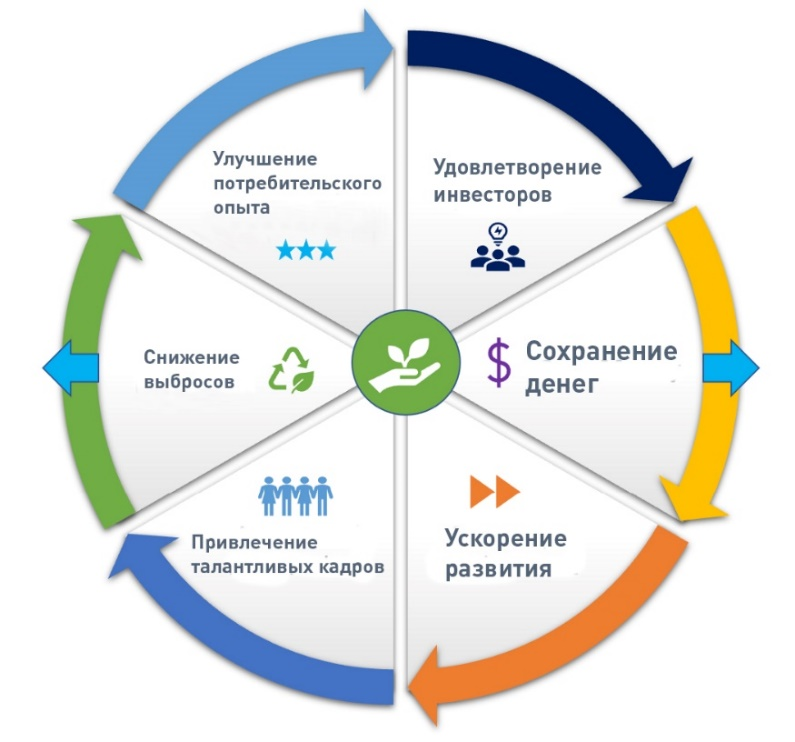 Улучшение
потребительского
опыта
Удовлетворение
инвесторов
Снижение
выбросов
$ Сохранение
денег
Привлечение
талантливых кадров
Ускорение
развития